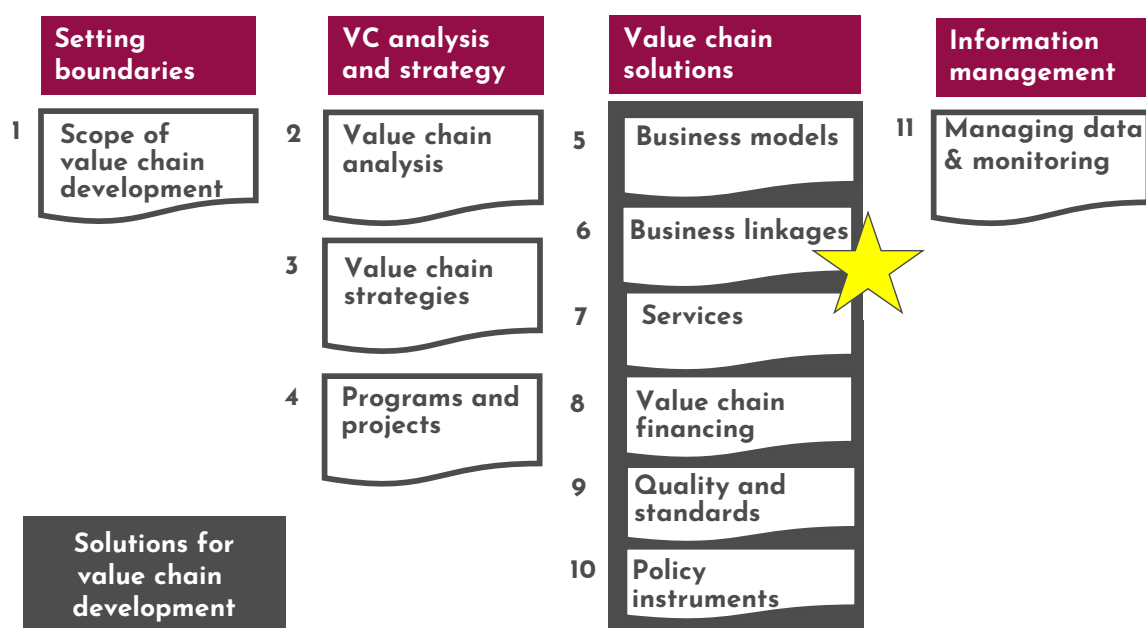 Setting
boundaries
1
Scope of
value chain
development
VC analysis
and strategy
2
Value chain
analysis
3
Value chain
strategies
4
Programs and
projects
Value chain
solutions
5
Business models
6
Business linkages
7
Services
8
Value chain
financing
9
Quality and
standards
10
Policy
instruments
Information
management
11
Managing data
& monitoring
Solutions for
value chain
development